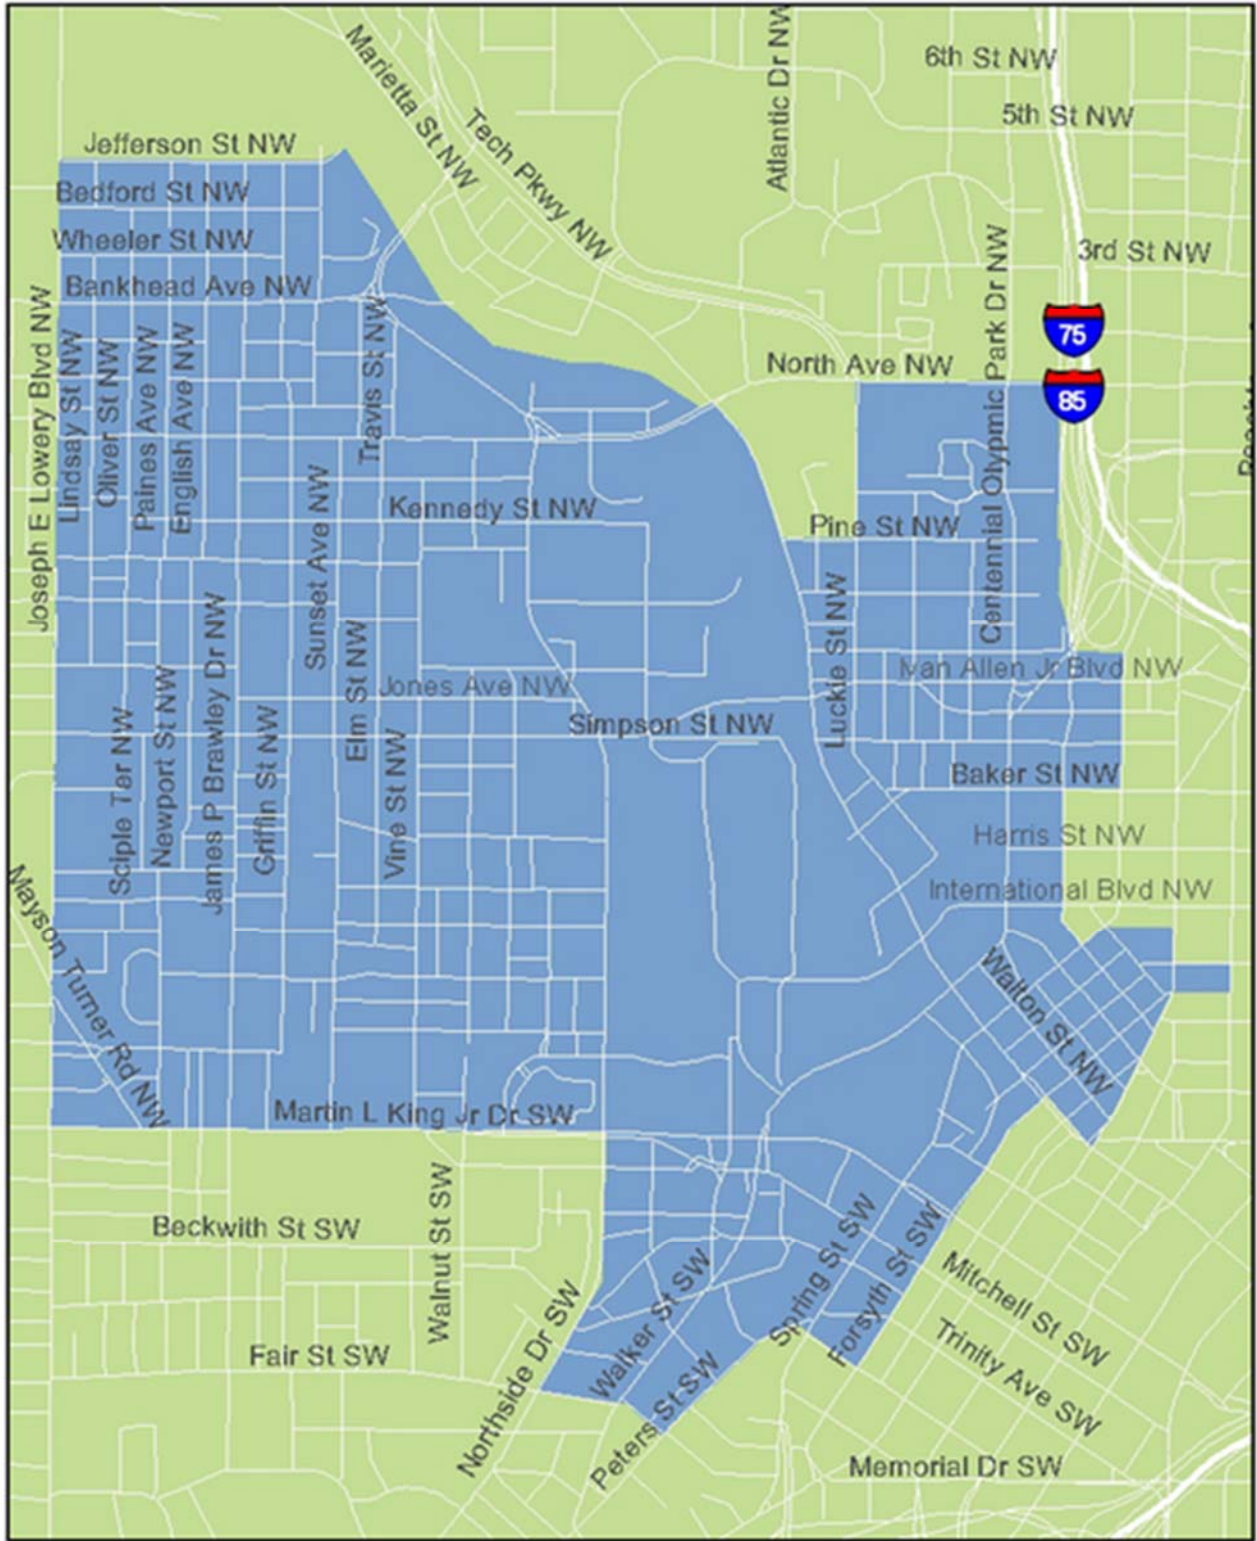 Marietta St NW
Atlantic Dr NW
6th St NW
5th St NW
Tech Pkwy NW
Jefferson St NW
Bedford St NW
Wheeler St NW
3rd St NW
Bankhead Ave NW
Centennial Olypmic Park Dr NW
75
85
North Ave NW
Joseph E Lowery Blvd NW
Lindsay St NW
Oliver St NW
Paines Ave NW
English Ave NW
Travis St NW
Sunset Ave NW
Kennedy St NW
Pine St NW
Luckie St NW
Ivan Allen Jr Blvd NW
Elm St NW
Jones Ave NW
Simpson St NW
Sciple Ter NW
Newport St NW
James P Brawley Dr NW
Griffin St NW
Vine St NW
Baker St NW
Harris St NW
International Blvd NW
Mayson Turner Rd NW
Walton St NW
Martin L King Jr Dr SW
Beckwith St SW
Walnut St SW
Fair St SW
Northside Dr SW
Walker St SW
Peters St SW
Spring St SW
Forsyth St SW
Mitchell St SW
Trinity Ave SW
Memorial Dr SW